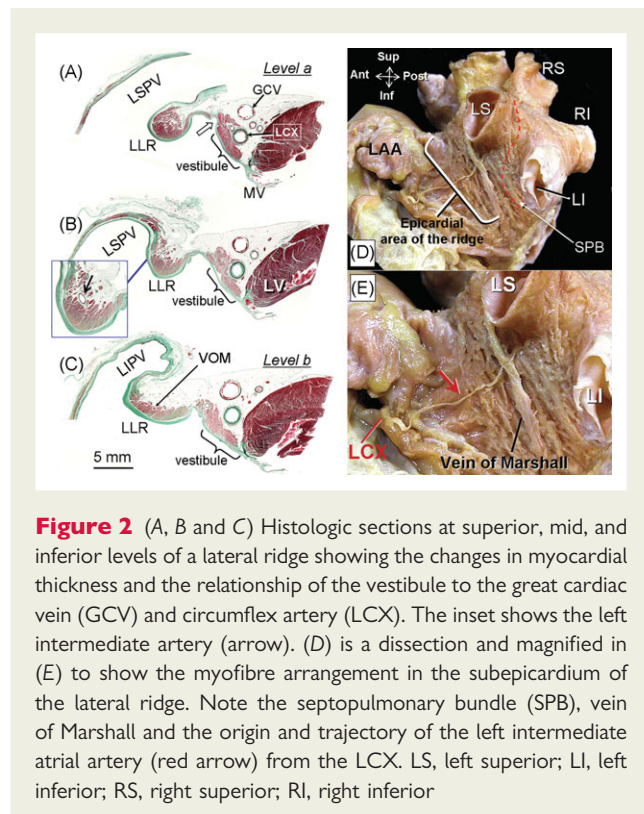 (A)
Level a
LSPV
GCV
LLR
LCX
vestibule
MV
(B)
LSPV
LLR
LV
vestibule
(C)
LIPV
VOM
Level b
LLR
vestibule
5 mm
Sup
Ant
Post
Inf
RS
LS
RI
LAA
LI
Epicardial
area of the ridge
SPB
(D)
(E)
LS
LI
LCX
Vein of Marshall
Figure 2 (A, B and C) Histologic sections at superior, mid, and
inferior levels of a lateral ridge showing the changes in myocardial
thickness and the relationship of the vestibule to the great cardiac
vein (GCV) and circumflex artery (LCX). The inset shows the left
intermediate artery (arrow). (D) is a dissection and magnified in
(E) to show the myofibre arrangement in the subepicardium of
the lateral ridge. Note the septopulmonary bundle (SPB), vein
of Marshall and the origin and trajectory of the left intermediate
atrial artery (red arrow) from the LCX. LS, left superior; LI, left
inferior; RS, right superior; RI, right inferior